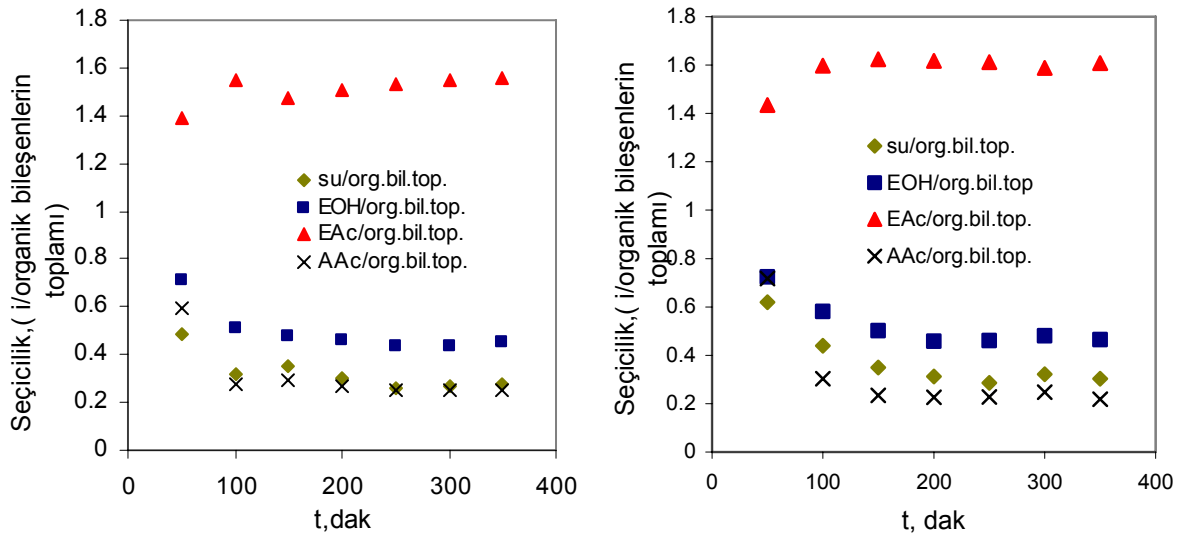 Seçicilik,( i/organik bileşenlerin
toplamı)
1.8
1.6
1.4
1.2
1
0.8
0.6
0.4
0.2
0
0
100
200
300
400
t,dak
su/org.bil.top.
EOH/org.bil.top.
EAc/org.bil.top.
AAc/org.bil.top.
Seçicilik,( i/organik bileşenlerin
toplamı)
1.8
1.6
1.4
1.2
1
0.8
0.6
0.4
0.2
0
0
100
200
300
400
t, dak
su/org.bil.top.
EOH/org.bil.top
EAc/org.bil.top.
AAc/org.bil.top.